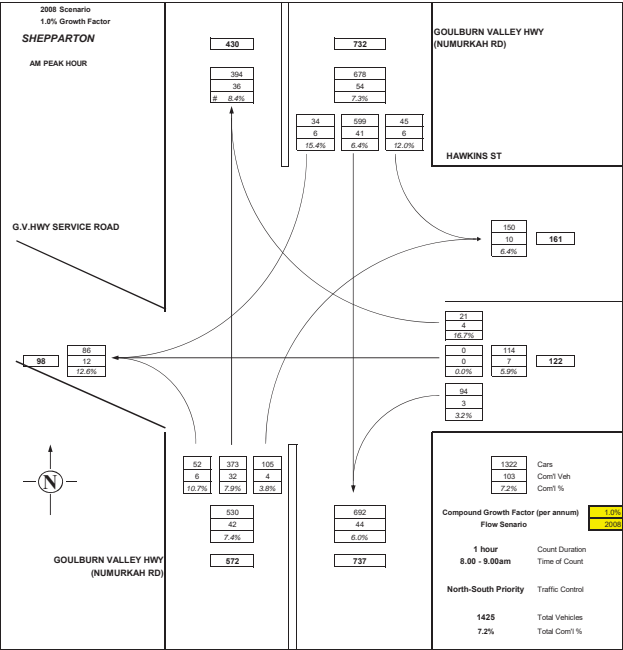 2008 Scenario
1.0% Growth Factor
SHEPPARTON
AM PEAK HOUR
430
732
GOULBURN VALLEY HWY
(NUMURKAH RD)
394
36
# 8.4%
678
54
7.3%
34 599 45
6 41 6
15.4% 6.4% 12.0%
HAWKINS ST
G.V.HWY SERVICE ROAD
150
10 161
6.4%
21
4
16.7%
86
98 12
12.6%
0 114
0 7 122
0.0% 5.9%
94
3
3.2%
N
52 373 105
6 32 4
10.7% 7.9% 3.8%
530
42
7.4%
692
44
6.0%
GOULBURN VALLEY HWY
(NUMURKAH RD)
572
737
1322 Cars
103 Com'l Veh
7.2% Com'l %
Compound Growth Factor (per annum) 1.0%
Flow Senario 2008
1 hour Count Duration
8.00 - 9.00am Time of Count
North-South Priority Traffic Control
1425 Total Vehicles
7.2% Total Com'l %